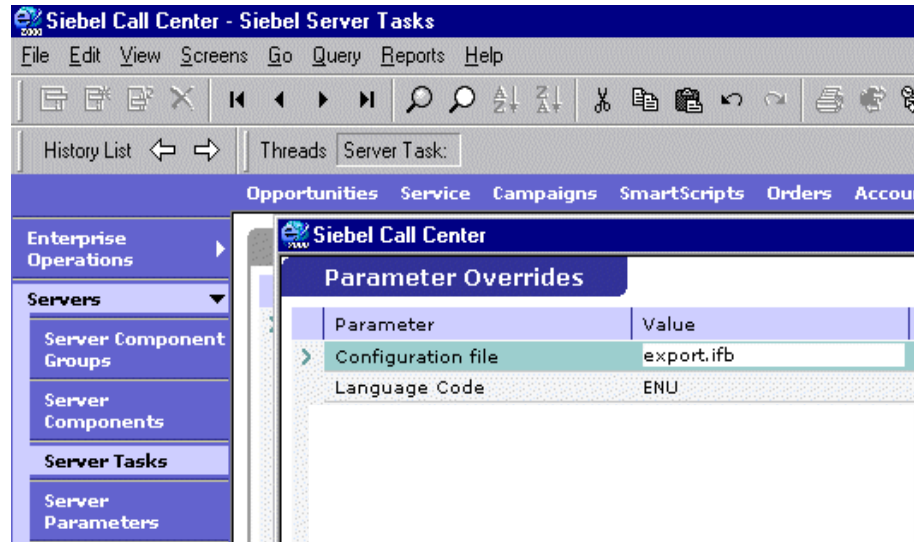 Siebel Call Center - Siebel Server Tasks
File Edit View Screens Go Query Reports Help
History List Threads Server Task:
Opportunities Service Campaigns SmartScripts Orders
Enterprise
Operations
Siebel Call Center
Parameter Overrides
Servers
Parameter Value
Server Component
Groups
Configuration file export.ifb
Language Code ENU
Server
Components
Server Tasks
Server
Parameters